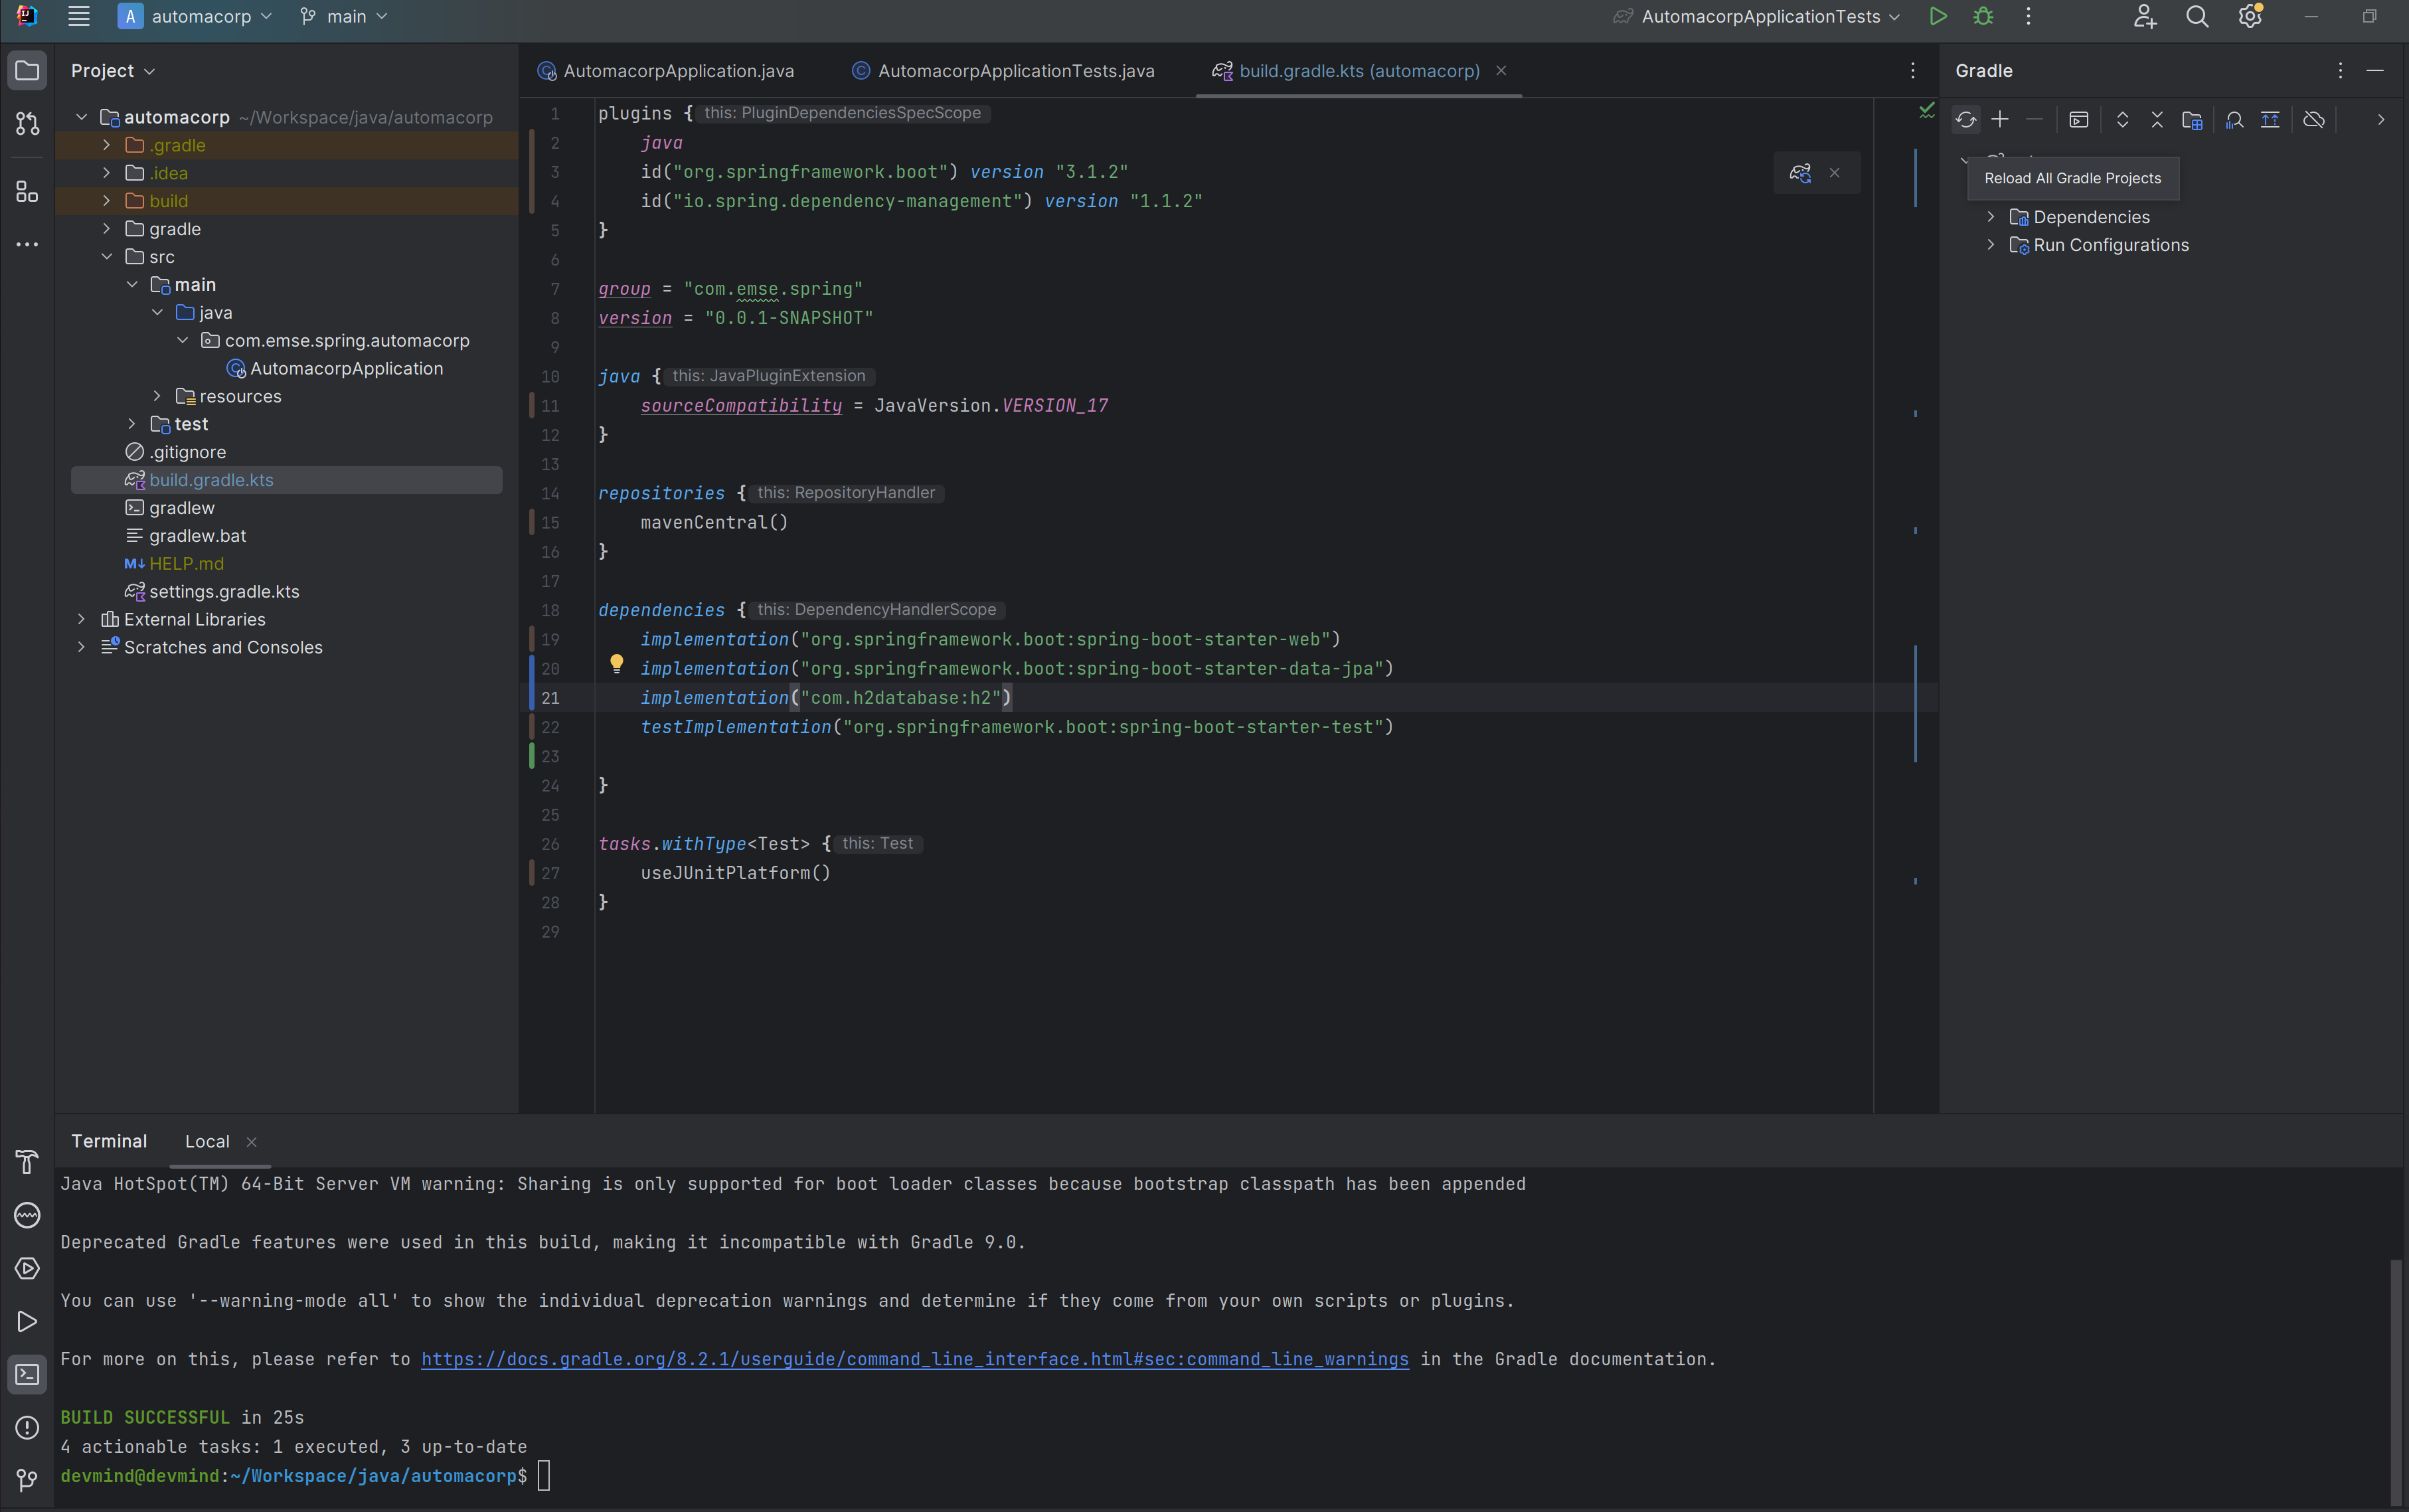 A automacorp main AutomacorpApplicationTests
Project
automacorp ~/Workspace/java/automacorp
.gradle
.idea
build
gradle
src
main
java
com.emse.spring.automacorp
AutomacorpApplication
resources
test
.gitignore
build.gradle.kts
gradlew
gradlew.bat
M↓ HELP.md
settings.gradle.kts
External Libraries
Scratches and Consoles
AutomacorpApplication.java AutomacorpApplicationTests.java build.gradle.kts (automacorp)
1 plugins { this: PluginDependenciesSpecScope
2 java
3 id("org.springframework.boot") version "3.1.2"
4 id("io.spring.dependency-management") version "1.1.2"
5 }
6
7 group = "com.emse.spring"
8 version = "0.0.1-SNAPSHOT"
9
10 java { this: JavaPluginExtension
11 sourceCompatibility = JavaVersion.VERSION_17
12 }
13
14 repositories { this: RepositoryHandler
15 mavenCentral()
16 }
17
18 dependencies { this: DependencyHandlerScope
19 implementation("org.springframework.boot:spring-boot-starter-web")
20 implementation("org.springframework.boot:spring-boot-starter-data-jpa")
21 implementation("com.h2database:h2")
22 testImplementation("org.springframework.boot:spring-boot-starter-test")
23
24 }
25
26 tasks.withType<Test> { this: Test
27 useJUnitPlatform()
28 }
29
Gradle
Reload All Gradle Projects
Dependencies
Run Configurations
Terminal Local
Java HotSpot(TM) 64-Bit Server VM warning: Sharing is only supported for boot loader classes because bootstrap classpath has been appended
Deprecated Gradle features were used in this build, making it incompatible with Gradle 9.0.
You can use '--warning-mode all' to show the individual deprecation warnings and determine if they come from your own scripts or plugins.
For more on this, please refer to https://docs.gradle.org/8.2.1/userguide/command_line_interface.html#sec:command_line_warnings in the Gradle documentation.
BUILD SUCCESSFUL in 25s
4 actionable tasks: 1 executed, 3 up-to-date
devmind@devmind:~/Workspace/java/automacorp$